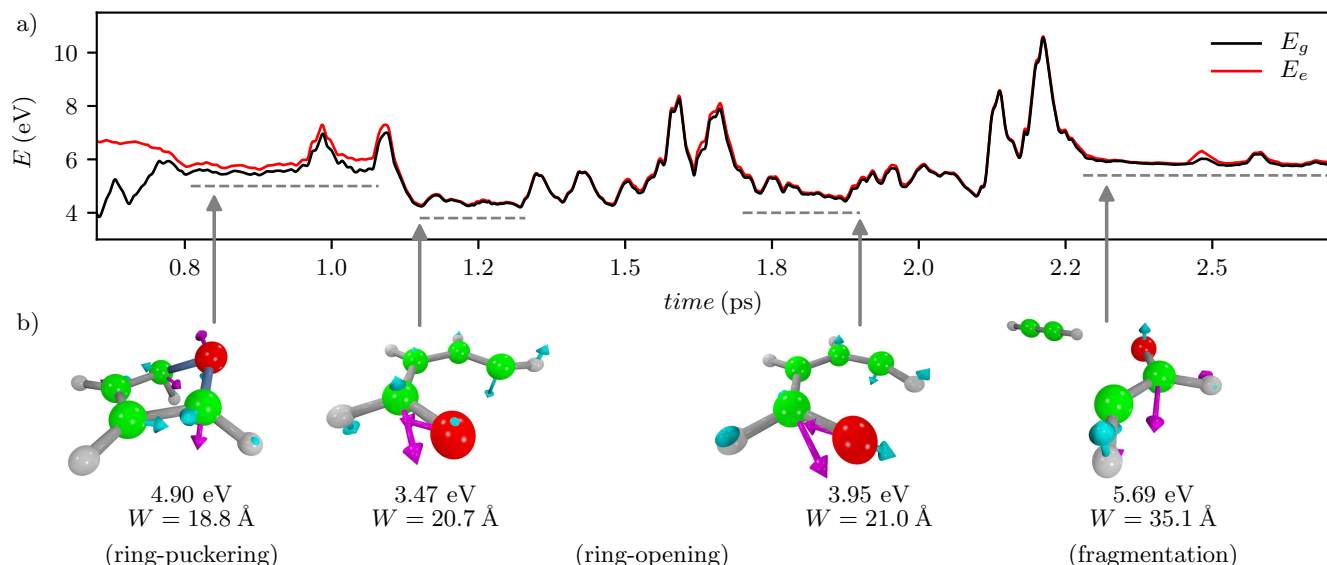 a)
10
8
6
4
E (eV)
E_g
E_e
0.8 1.0 1.2 1.5 1.8 2.0 2.2 2.5
time (ps)
b)
4.90 eV 3.47 eV 3.95 eV 5.69 eV
W = 18.8 Å W = 20.7 Å W = 21.0 Å W = 35.1 Å
(ring-puckering) (ring-opening) (fragmentation)